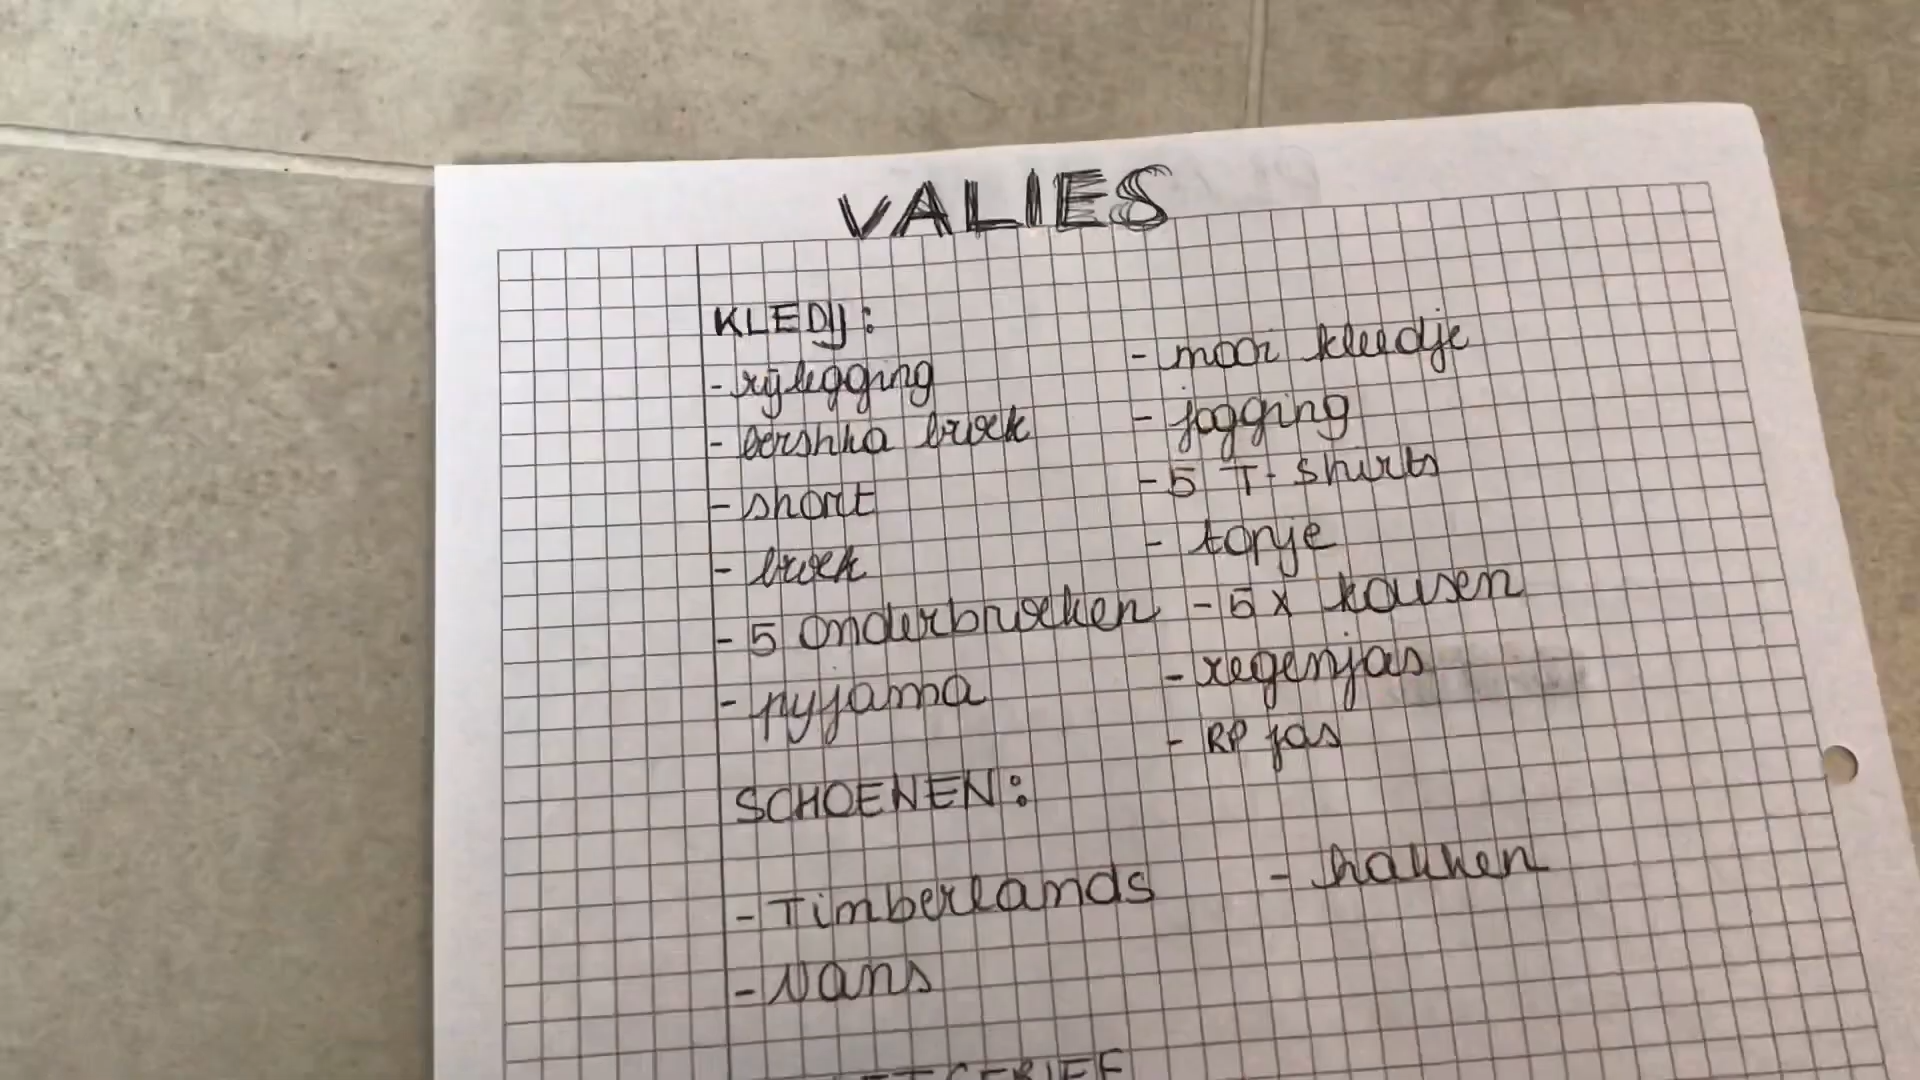 VALIES
KLEDIJ:
- rijlegging
- bershka broek
- short
- broek
- 5 onderbroeken
- pyjama
- mooi kleedje
- jogging
- 5 T-shirts
- topje
- 5 x kousen
- regenjas
- RP jas
SCHOENEN:
- Timberlands
- vans
- hakken